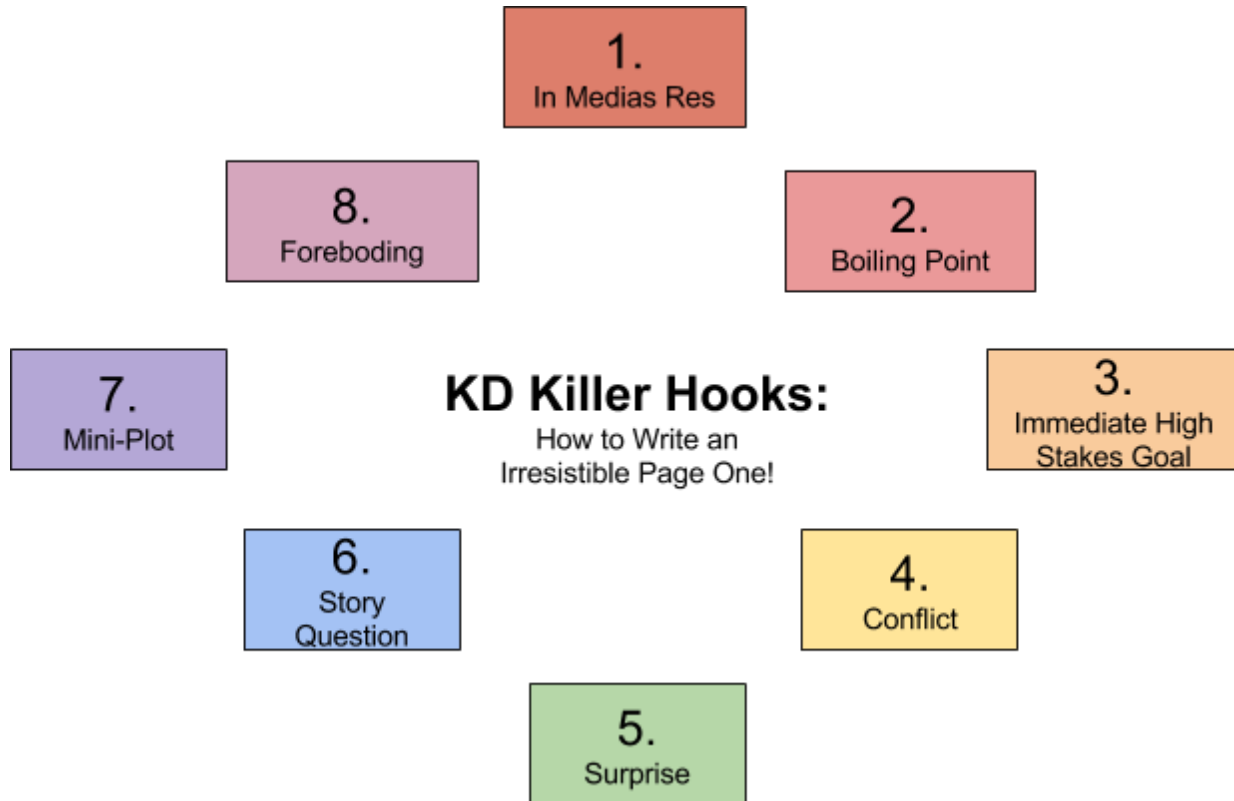 1.
In Medias Res
2.
Boiling Point
3.
Immediate High
Stakes Goal
4.
Conflict
5.
Surprise
6.
Story
Question
7.
Mini-Plot
8.
Foreboding
KD Killer Hooks:
How to Write an
Irresistible Page One!